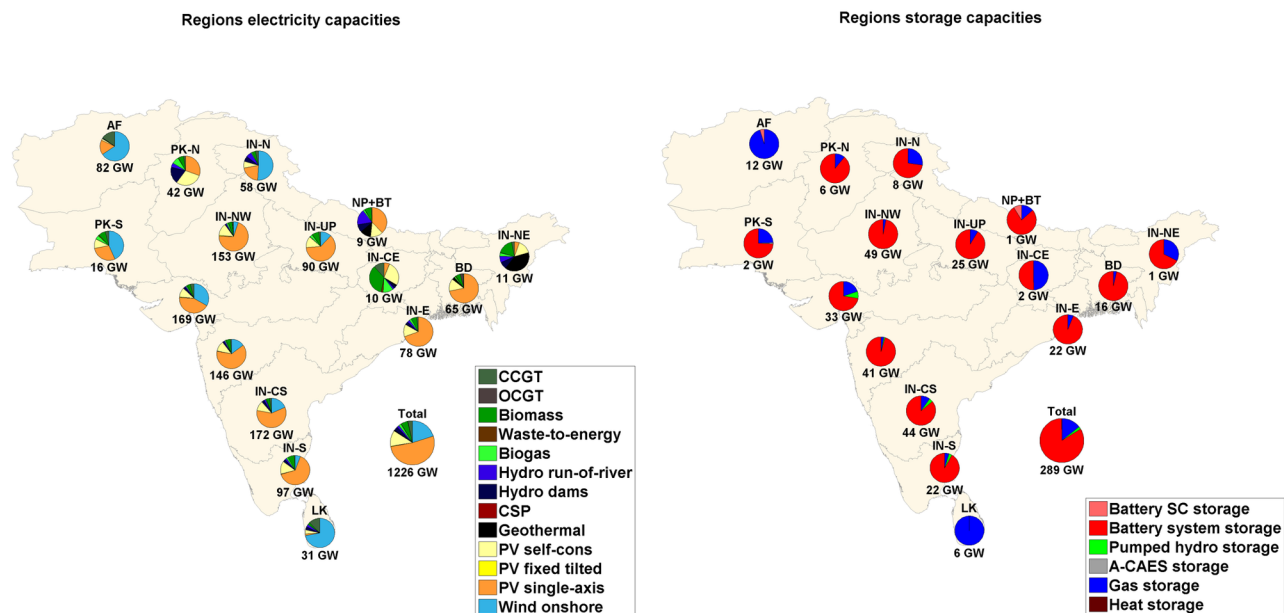 Regions electricity capacities
AF
82 GW
PK-N
42 GW
IN-N
58 GW
NP+BT
9 GW
PK-S
16 GW
IN-NW
153 GW
IN-UP
90 GW
IN-NE
11 GW
IN-CE
10 GW
BD
65 GW
169 GW
IN-E
78 GW
146 GW
IN-CS
172 GW
Total
1226 GW
IN-S
97 GW
LK
31 GW
CCGT
OCGT
Biomass
Waste-to-energy
Biogas
Hydro run-of-river
Hydro dams
CSP
Geothermal
PV self-cons
PV fixed tilted
PV single-axis
Wind onshore
Regions storage capacities
AF
12 GW
PK-N
6 GW
IN-N
8 GW
NP+BT
1 GW
PK-S
2 GW
IN-NW
49 GW
IN-UP
25 GW
IN-NE
1 GW
IN-CE
2 GW
BD
16 GW
33 GW
IN-E
22 GW
41 GW
IN-CS
44 GW
Total
289 GW
IN-S
22 GW
LK
6 GW
Battery SC storage
Battery system storage
Pumped hydro storage
A-CAES storage
Gas storage
Heat storage